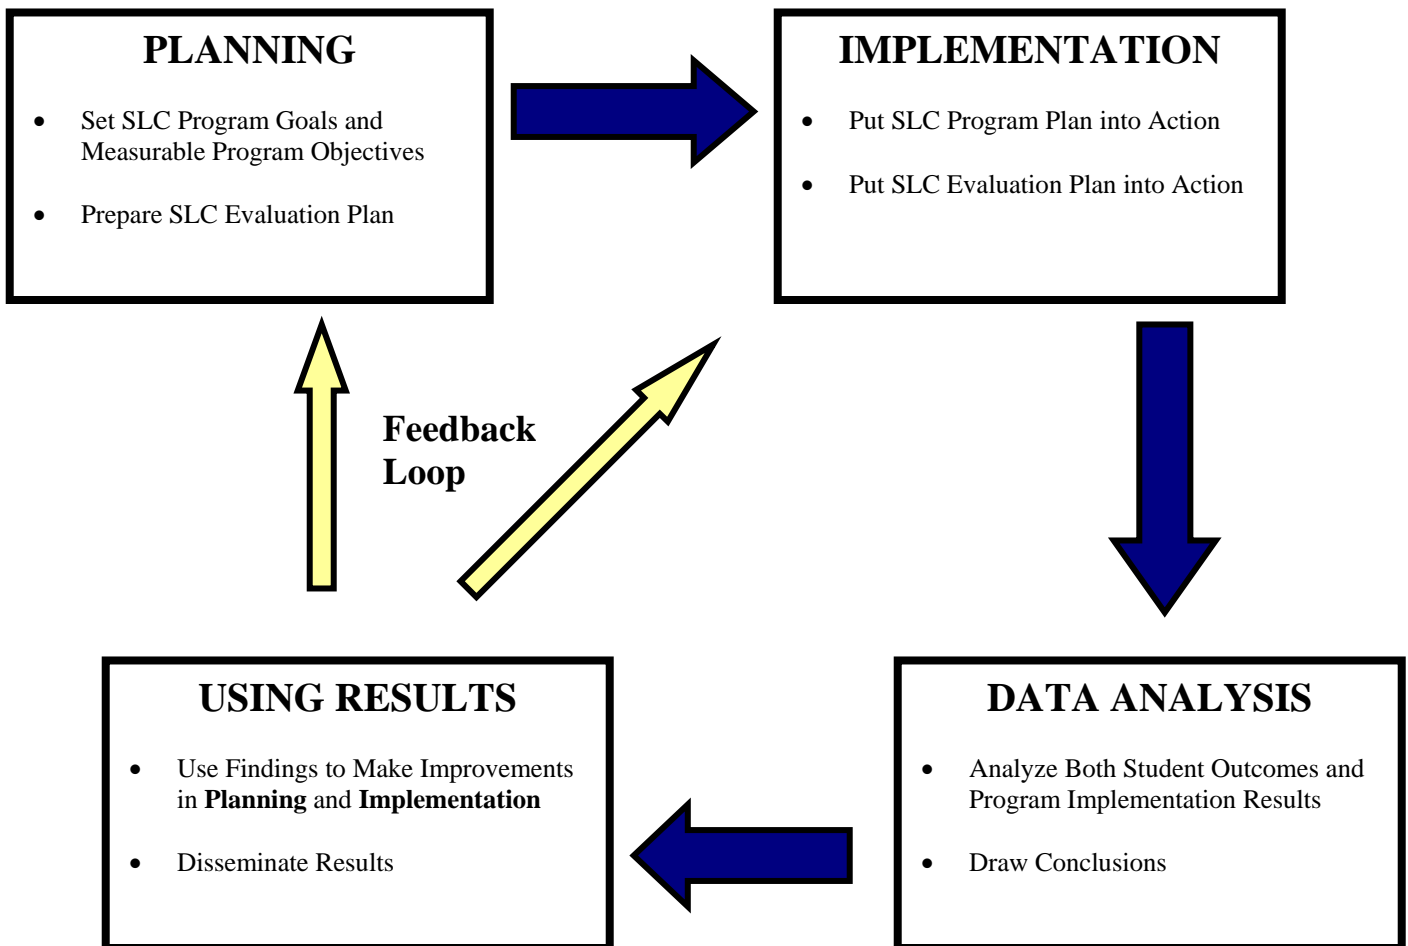 PLANNING
• Set SLC Program Goals and
Measurable Program Objectives
• Prepare SLC Evaluation Plan
IMPLEMENTATION
• Put SLC Program Plan into Action
• Put SLC Evaluation Plan into Action
Feedback
Loop
USING RESULTS
• Use Findings to Make Improvements
in Planning and Implementation
• Disseminate Results
DATA ANALYSIS
• Analyze Both Student Outcomes and
Program Implementation Results
• Draw Conclusions